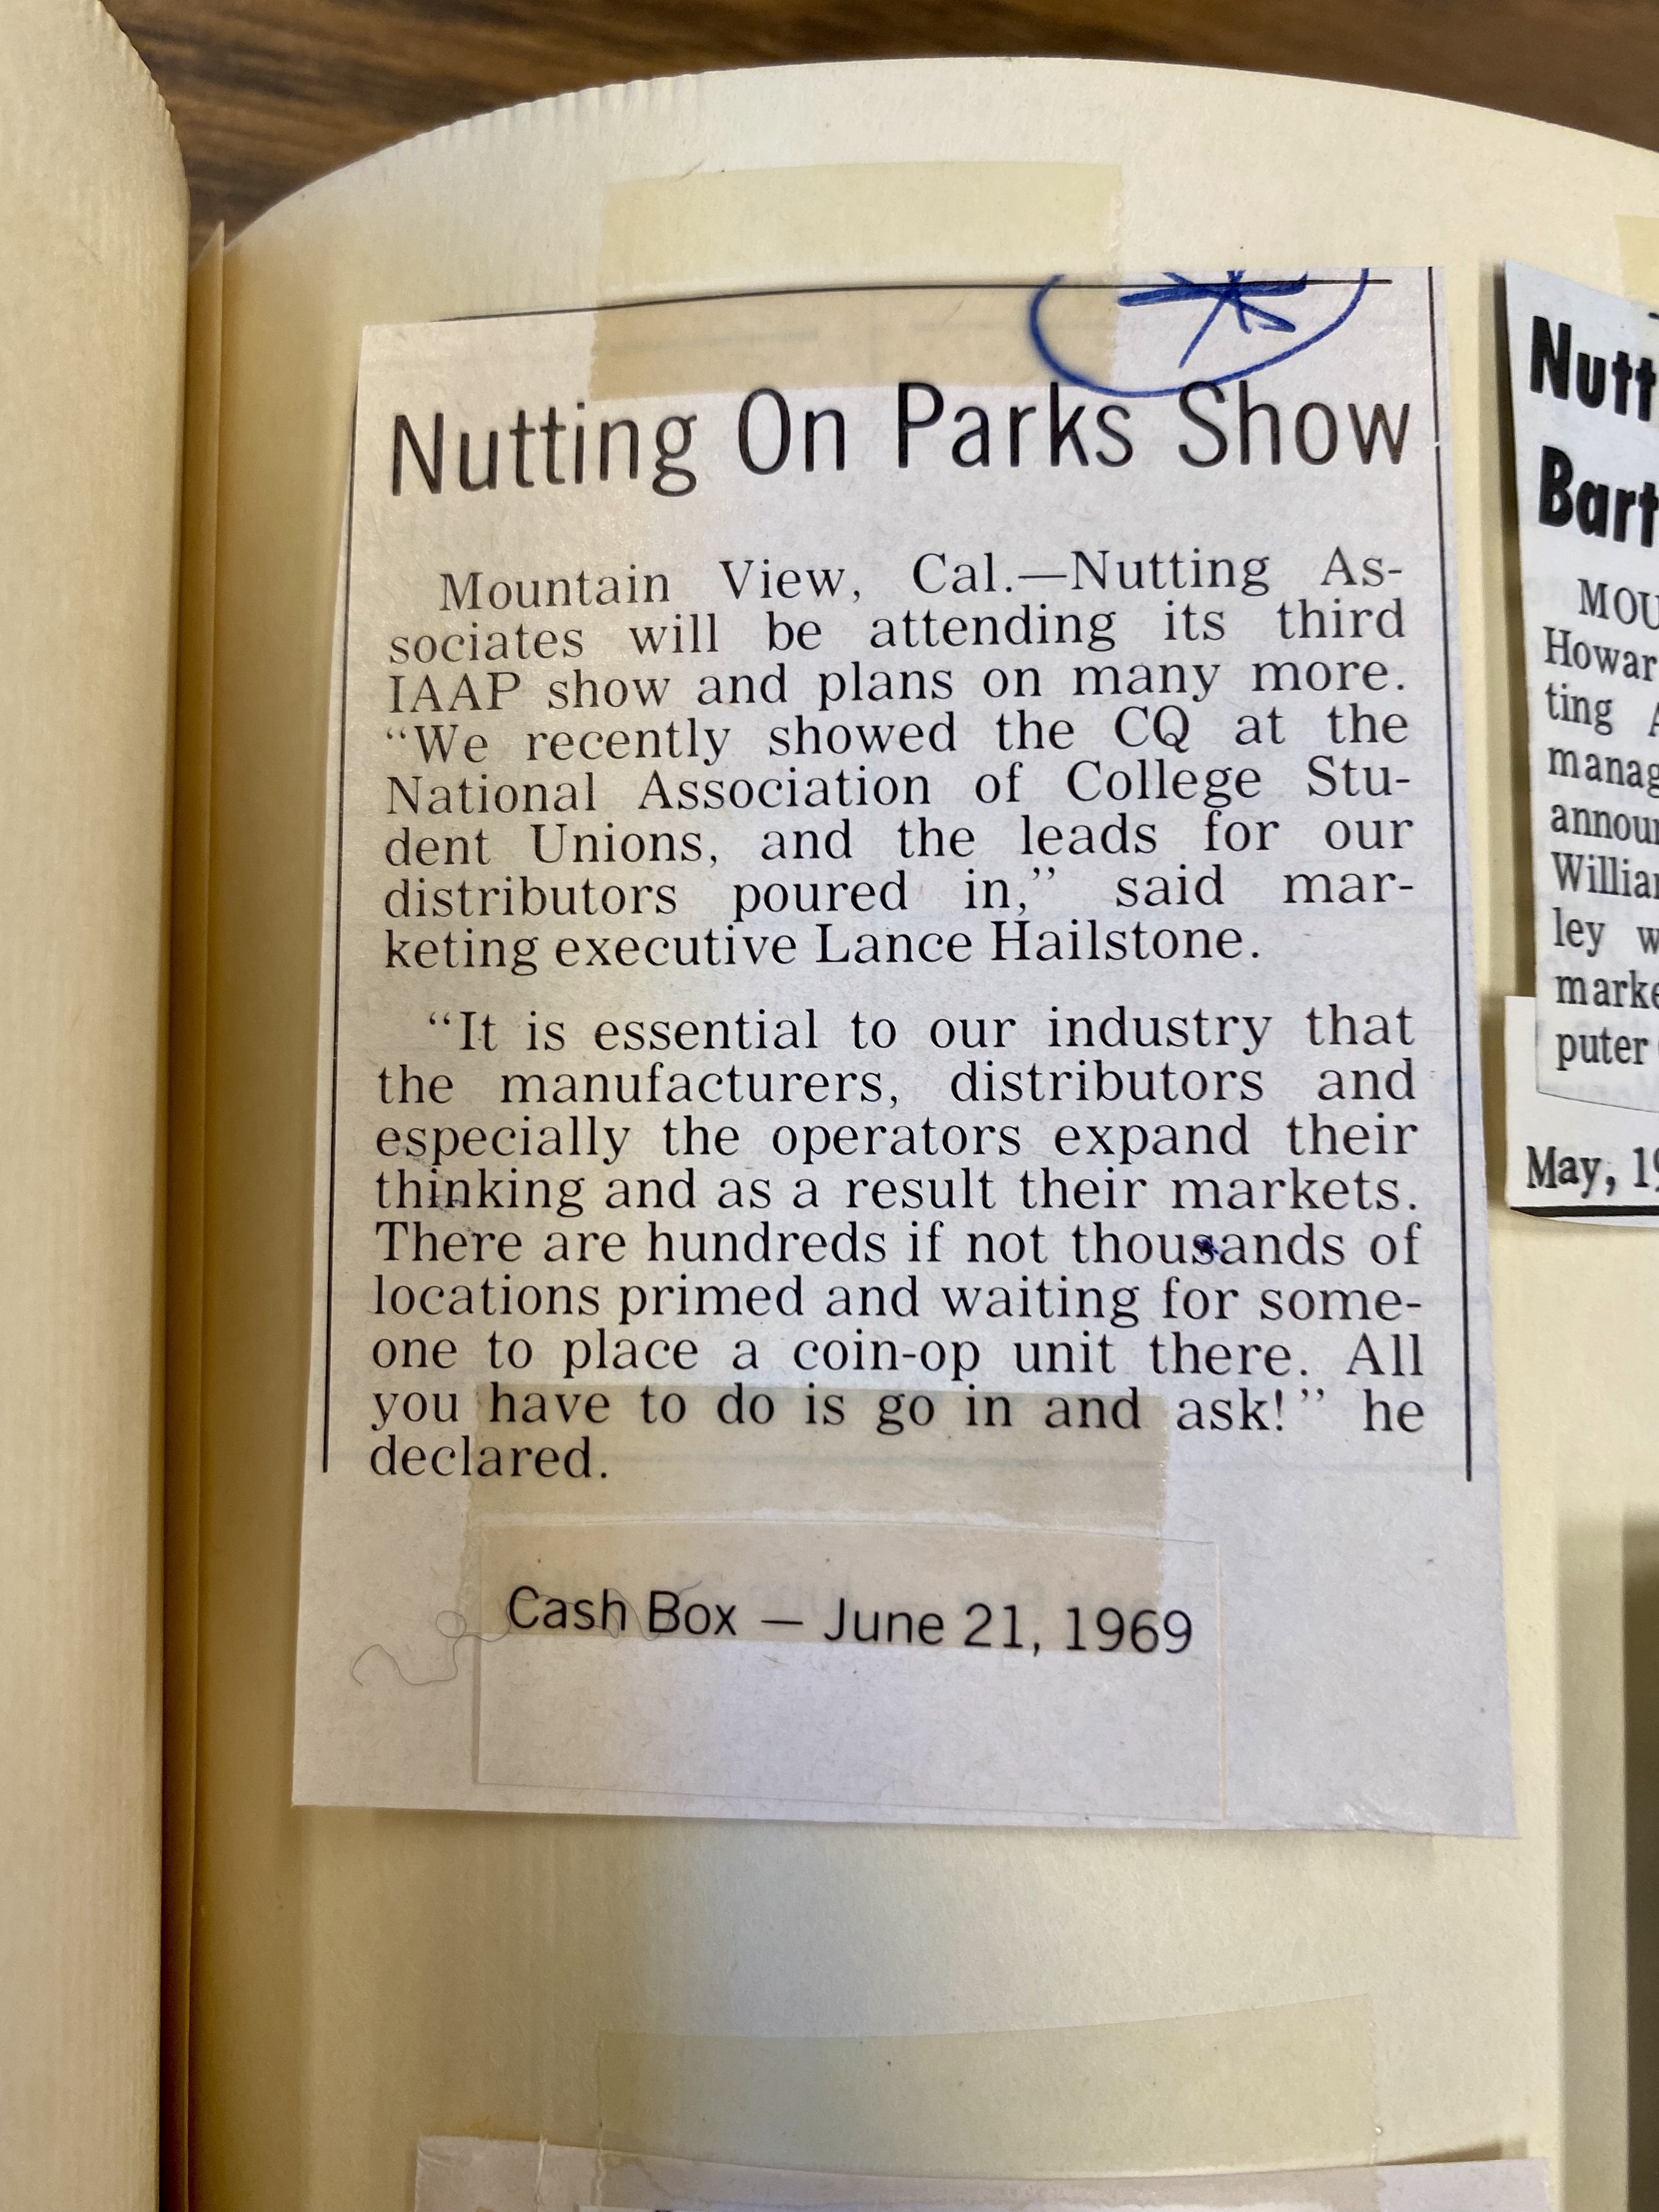 Nutting On Parks Show
Mountain View, Cal.—Nutting As-
sociates will be attending its third
IAAP show and plans on many more.
“We recently showed the CQ at the
National Association of College Stu-
dent Unions, and the leads for our
distributors poured in,” said mar-
keting executive Lance Hailstone.
“It is essential to our industry that
the manufacturers, distributors and
especially the operators expand their
thinking and as a result their markets.
There are hundreds if not thousands of
locations primed and waiting for some-
one to place a coin-op unit there. All
you have to do is go in and ask!” he
declared.
Cash Box — June 21, 1969
Nutt
Bart
MOU
Howar
ting A
manag
announ
Willia
ley w
marke
puter
May, 19